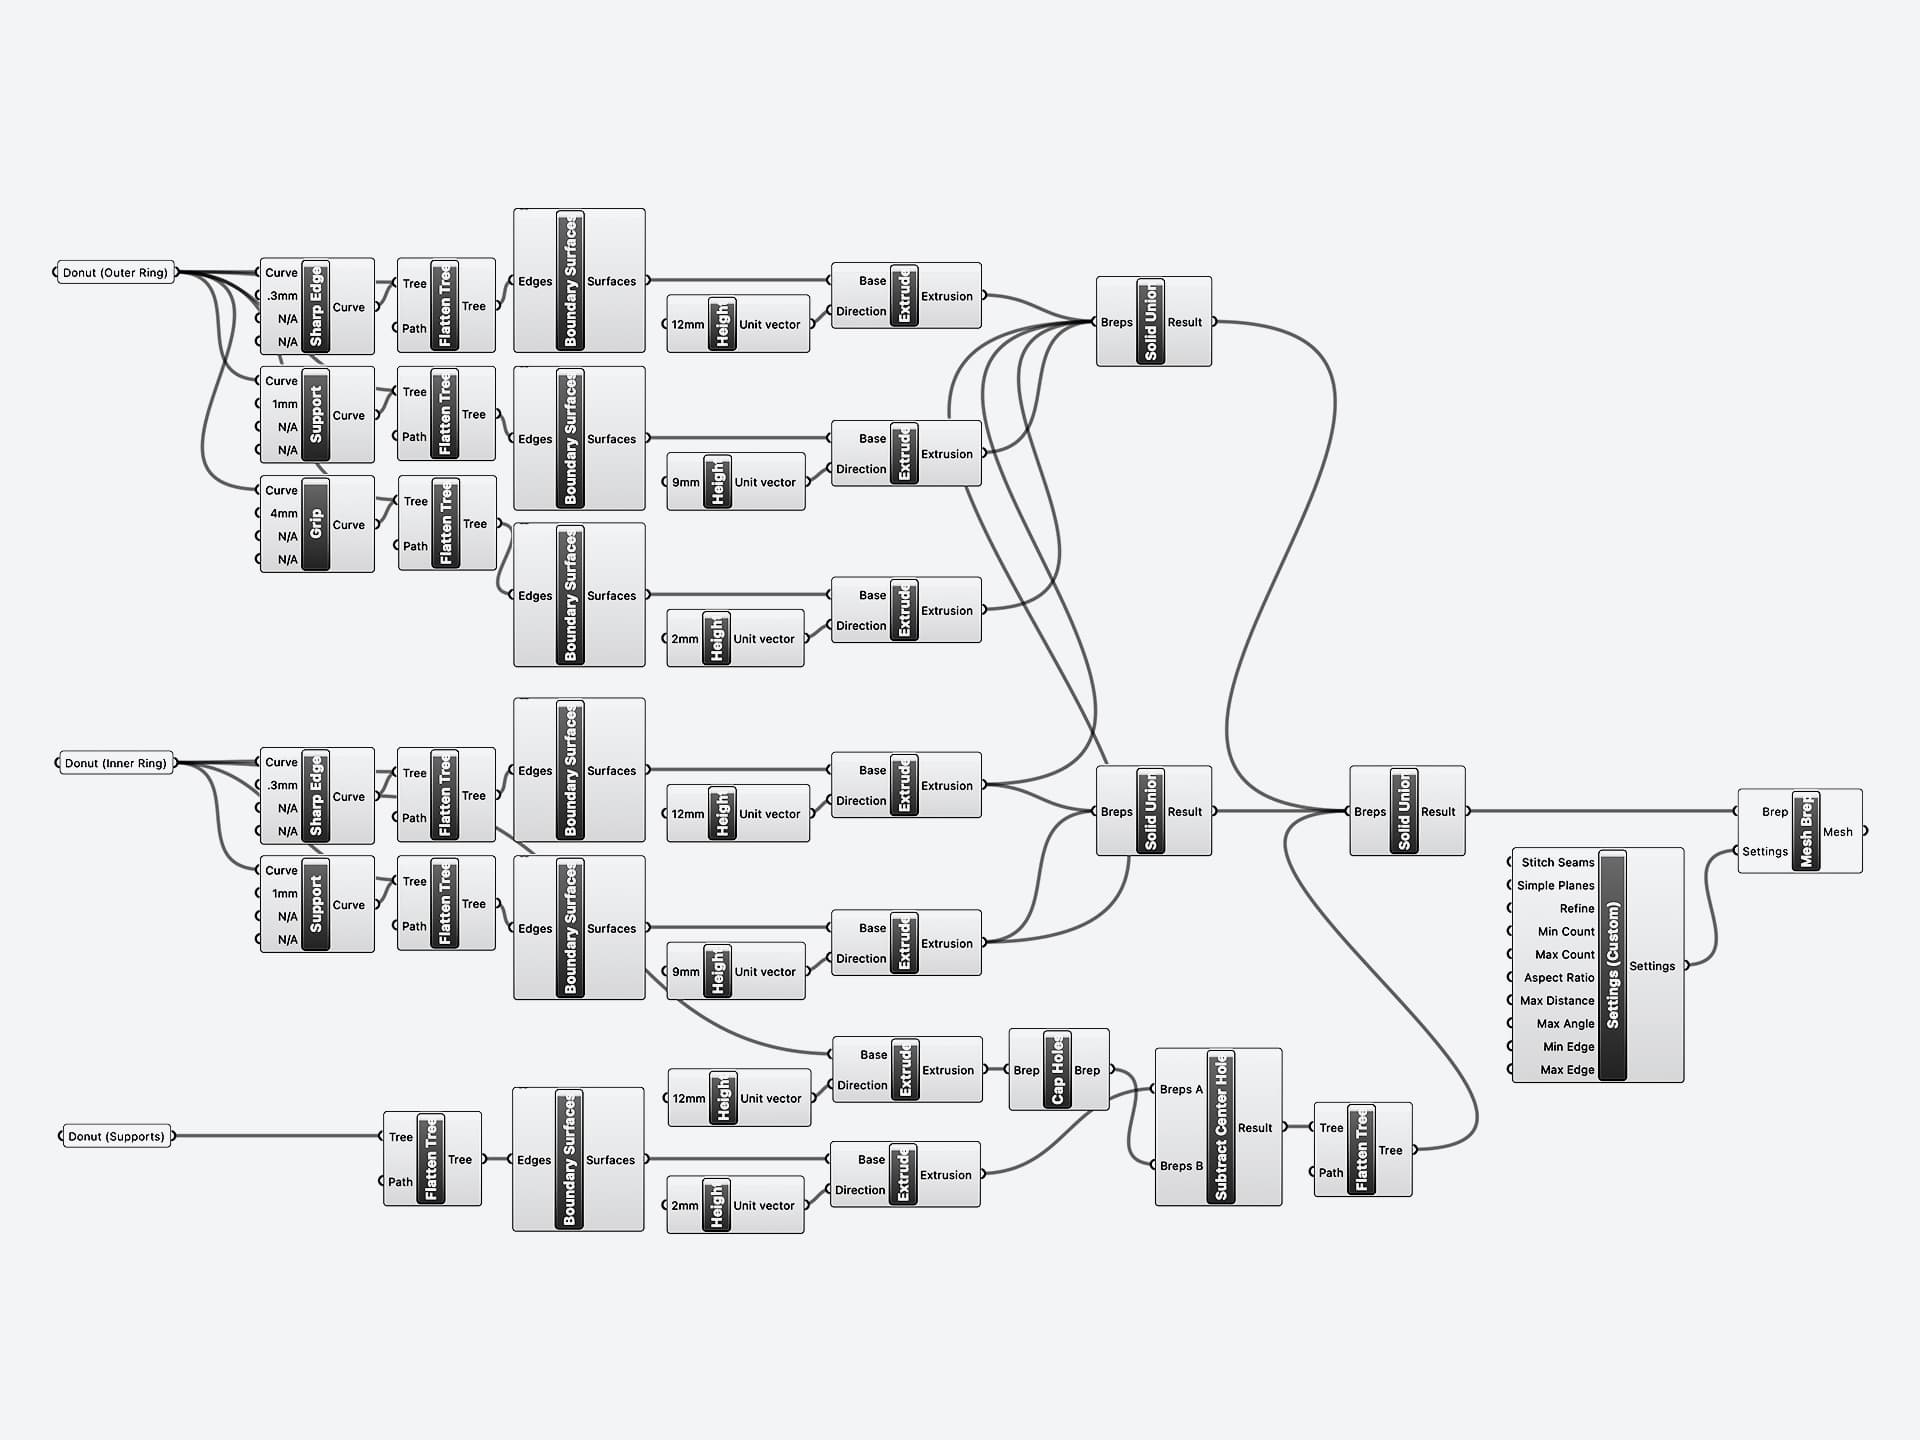 Donut (Outer Ring)
Curve
.3mm
N/A
N/A
Sharp Edge
Curve
Tree
Path
Flatten Tree
Tree
Edges
Boundary Surfaces
Surfaces
12mm
Height
Unit vector
Base
Direction
Extrude
Extrusion
Breps
Solid Union
Result
Curve
1mm
N/A
N/A
Support
Curve
Tree
Path
Flatten Tree
Tree
Edges
Boundary Surfaces
Surfaces
9mm
Height
Unit vector
Base
Direction
Extrude
Extrusion
Curve
4mm
N/A
N/A
Grip
Curve
Tree
Path
Flatten Tree
Tree
Edges
Boundary Surfaces
Surfaces
2mm
Height
Unit vector
Base
Direction
Extrude
Extrusion
Donut (Inner Ring)
Curve
.3mm
N/A
N/A
Sharp Edge
Curve
Tree
Path
Flatten Tree
Tree
Edges
Boundary Surfaces
Surfaces
12mm
Height
Unit vector
Base
Direction
Extrude
Extrusion
Breps
Solid Union
Result
Breps
Solid Union
Result
Brep
Settings
Mesh Brep
Mesh
Curve
1mm
N/A
N/A
Support
Curve
Tree
Path
Flatten Tree
Tree
Edges
Boundary Surfaces
Surfaces
9mm
Height
Unit vector
Base
Direction
Extrude
Extrusion
Stitch Seams
Simple Planes
Refine
Min Count
Max Count
Aspect Ratio
Max Distance
Max Angle
Min Edge
Max Edge
Settings (Custom)
Settings
12mm
Height
Unit vector
Base
Direction
Extrude
Extrusion
Brep
Cap Holes
Brep
Breps A
Breps B
Subtract Center Hole
Result
Tree
Path
Flatten Tree
Tree
Donut (Supports)
Tree
Path
Flatten Tree
Tree
Edges
Boundary Surfaces
Surfaces
2mm
Height
Unit vector
Base
Direction
Extrude
Extrusion